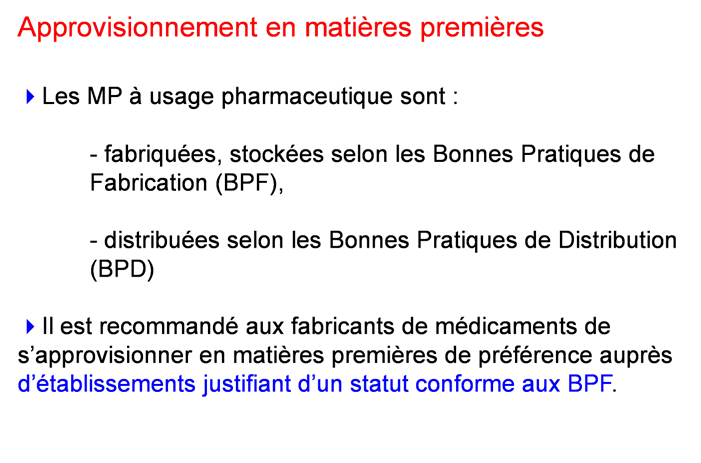 Approvisionnement en matières premières
Les MP à usage pharmaceutique sont :
- fabriquées, stockées selon les Bonnes Pratiques de
Fabrication (BPF),
- distribuées selon les Bonnes Pratiques de Distribution
(BPD)
Il est recommandé aux fabricants de médicaments de
s’approvisionner en matières premières de préférence auprès
d’établissements justifiant d’un statut conforme aux BPF.